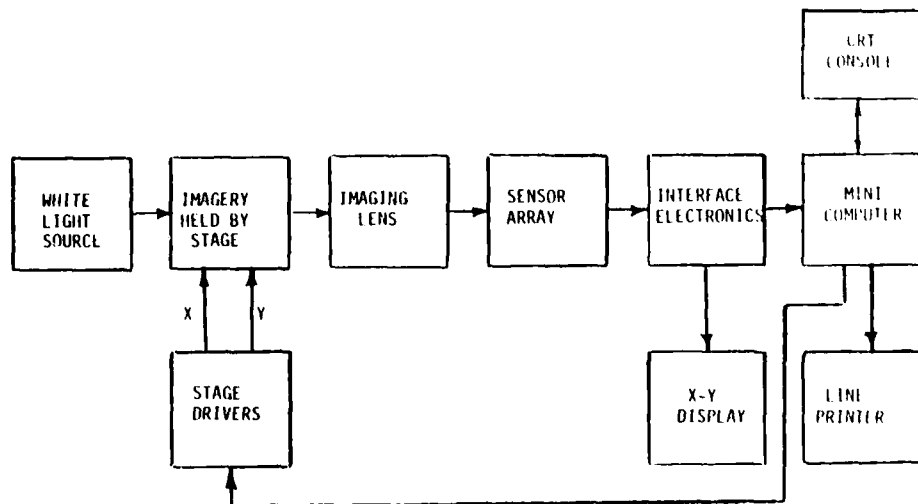 CRT
CONSOLE
WHITE
LIGHT
SOURCE
IMAGERY
HELD BY
STAGE
IMAGING
LENS
SENSOR
ARRAY
INTERFACE
ELECTRONICS
MINI
COMPUTER
X
Y
STAGE
DRIVERS
X-Y
DISPLAY
LINE
PRINTER